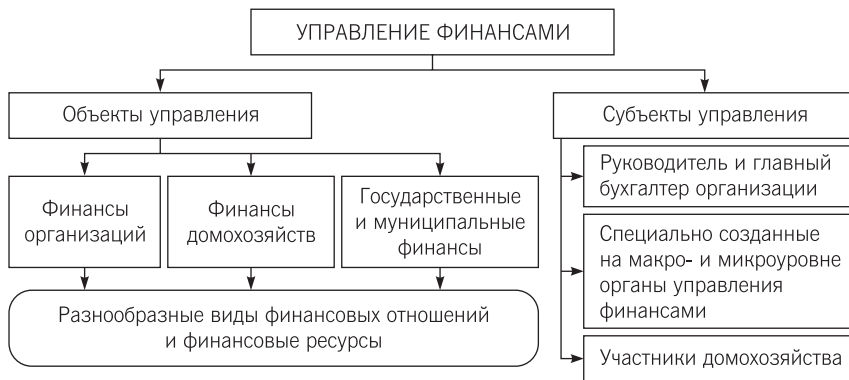 УПРАВЛЕНИЕ ФИНАНСАМИ
Объекты управления
Субъекты управления
Финансы
организаций
Финансы
домохозяйств
Государственные
и муниципальные
финансы
Разнообразные виды финансовых отношений
и финансовые ресурсы
Руководитель и главный
бухгалтер организации
Специально созданные
на макро- и микроуровне
органы управления
финансами
Участники домохозяйства